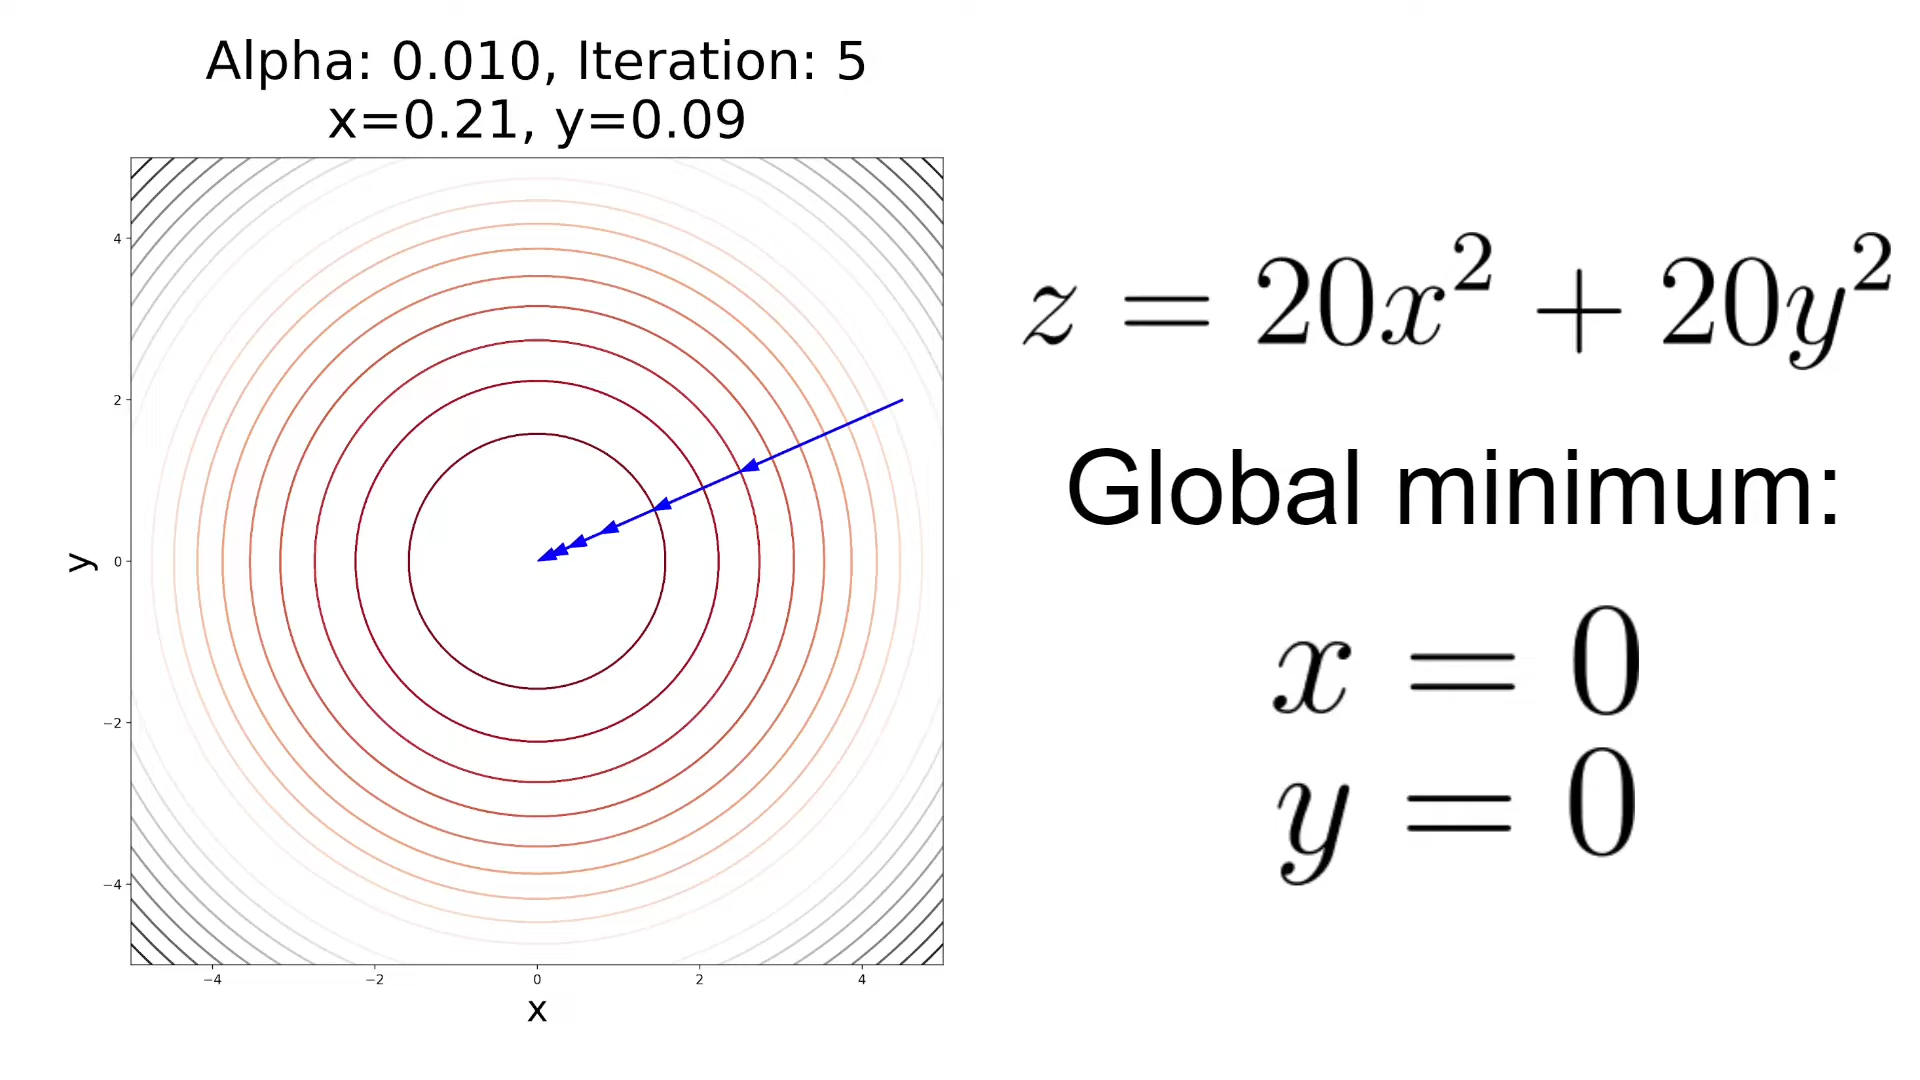 Alpha: 0.010, Iteration: 5
x=0.21, y=0.09
4
2
0
−2
−4
y
−4
−2
0
2
4
x
z = 20x² + 20y²
Global minimum:
x = 0
y = 0